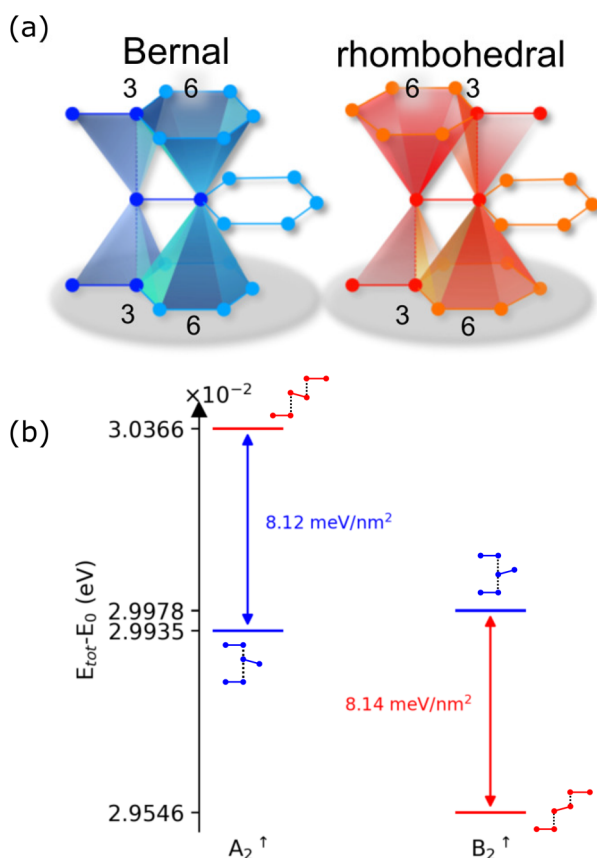 (a)
Bernal
rhombohedral
3 6
6 3
3 6
3 6
(b)
×10⁻²
3.0366
2.9978
2.9935
2.9546
E_tot-E_0 (eV)
8.12 meV/nm²
8.14 meV/nm²
A₂↑ B₂↑